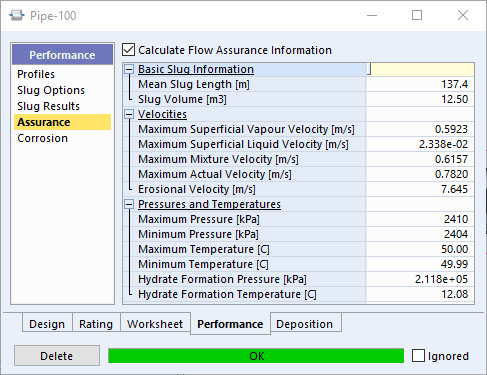 Pipe-100
Performance
Profiles
Slug Options
Slug Results
Assurance
Corrosion
Calculate Flow Assurance Information
Basic Slug Information
Mean Slug Length [m] 137.4
Slug Volume [m3] 12.50
Velocities
Maximum Superficial Vapour Velocity [m/s] 0.5923
Maximum Superficial Liquid Velocity [m/s] 2.338e-02
Maximum Mixture Velocity [m/s] 0.6157
Maximum Actual Velocity [m/s] 0.7820
Erosional Velocity [m/s] 7.645
Pressures and Temperatures
Maximum Pressure [kPa] 2410
Minimum Pressure [kPa] 2404
Maximum Temperature [C] 50.00
Minimum Temperature [C] 49.99
Hydrate Formation Pressure [kPa] 2.118e+05
Hydrate Formation Temperature [C] 12.08
Design Rating Worksheet Performance Deposition
Delete OK Ignored